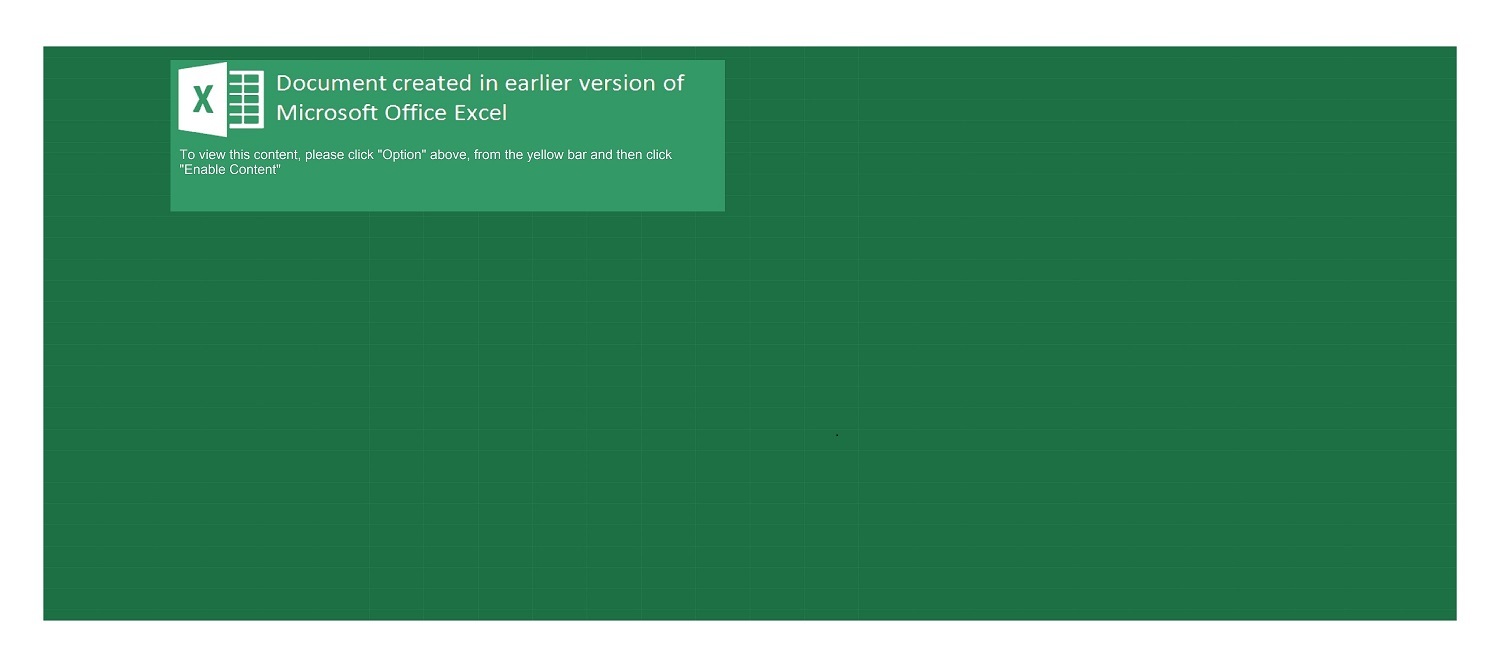 X
Document created in earlier version of
Microsoft Office Excel
To view this content, please click "Option" above, from the yellow bar and then click
"Enable Content"